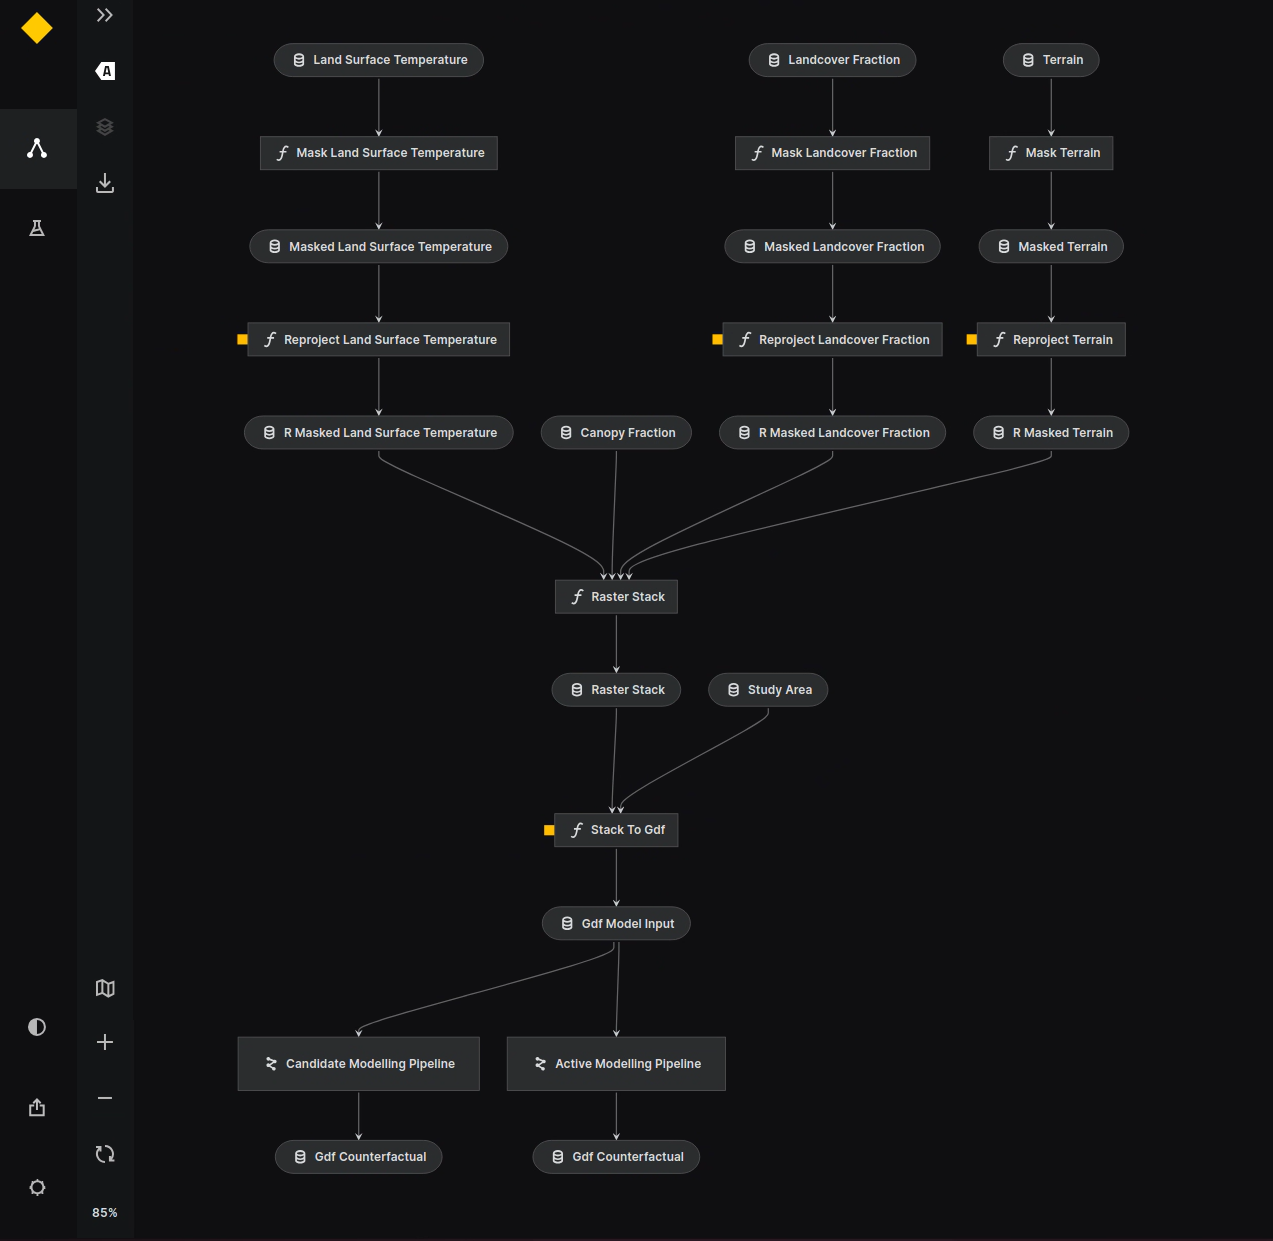 A
Land Surface Temperature
Landcover Fraction
Terrain
Mask Land Surface Temperature
Mask Landcover Fraction
Mask Terrain
Masked Land Surface Temperature
Masked Landcover Fraction
Masked Terrain
Reproject Land Surface Temperature
Reproject Landcover Fraction
Reproject Terrain
R Masked Land Surface Temperature
Canopy Fraction
R Masked Landcover Fraction
R Masked Terrain
Raster Stack
Raster Stack
Study Area
Stack To Gdf
Gdf Model Input
Candidate Modelling Pipeline
Active Modelling Pipeline
Gdf Counterfactual
Gdf Counterfactual
85%